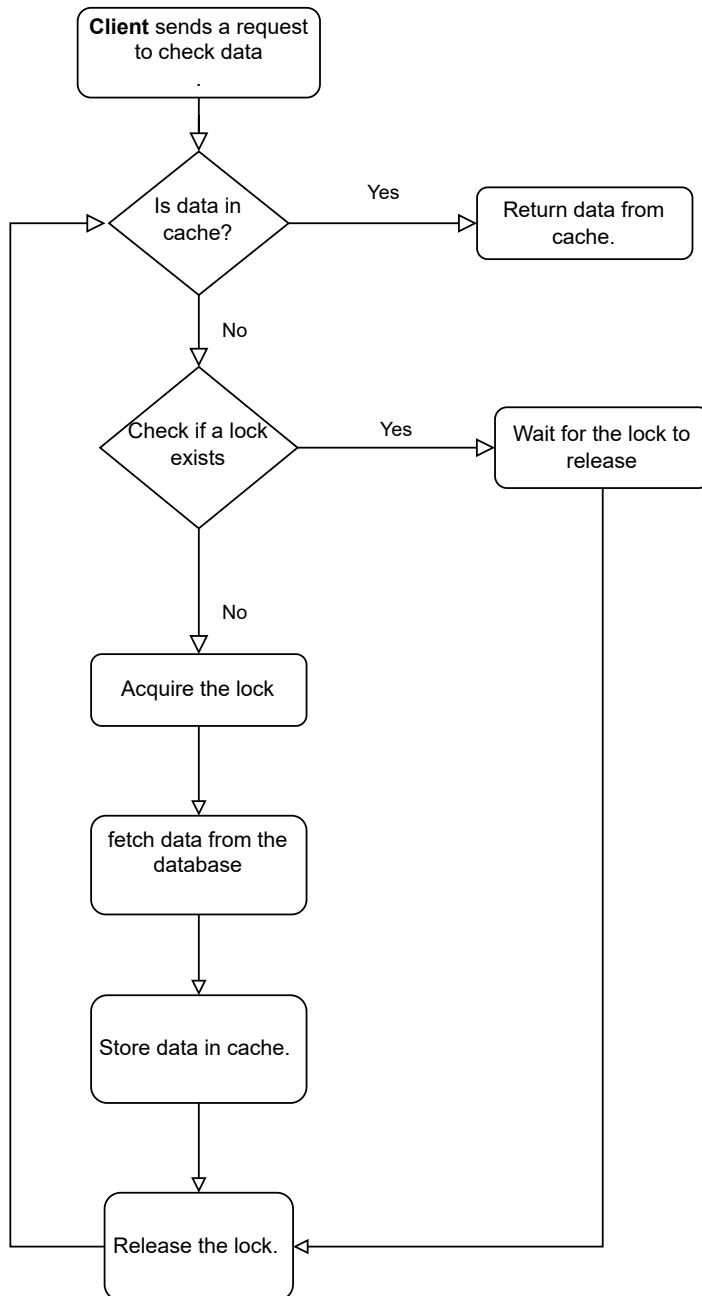 Client sends a request
to check data
.
Is data in
cache?
Yes
Return data from
cache.
No
Check if a lock
exists
Yes
Wait for the lock to
release
No
Acquire the lock
fetch data from the
database
Store data in cache.
Release the lock.